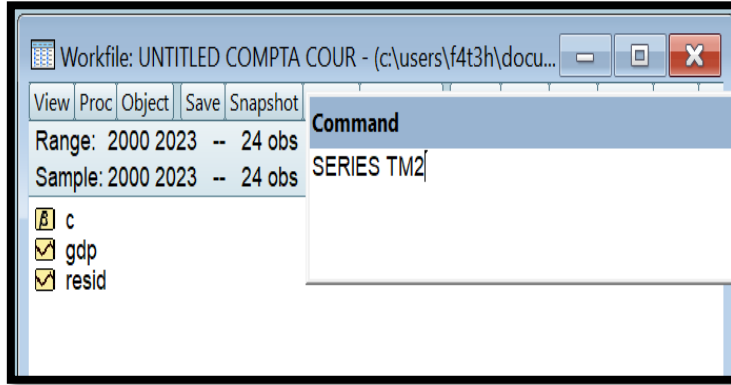 Workfile: UNTITLED COMPTA COUR - (c:\users\f4t3h\docu...
View Proc Object Save Snapshot
Range: 2000 2023 -- 24 obs
Sample: 2000 2023 -- 24 obs
Command
SERIES TM2
β c
gdp
resid